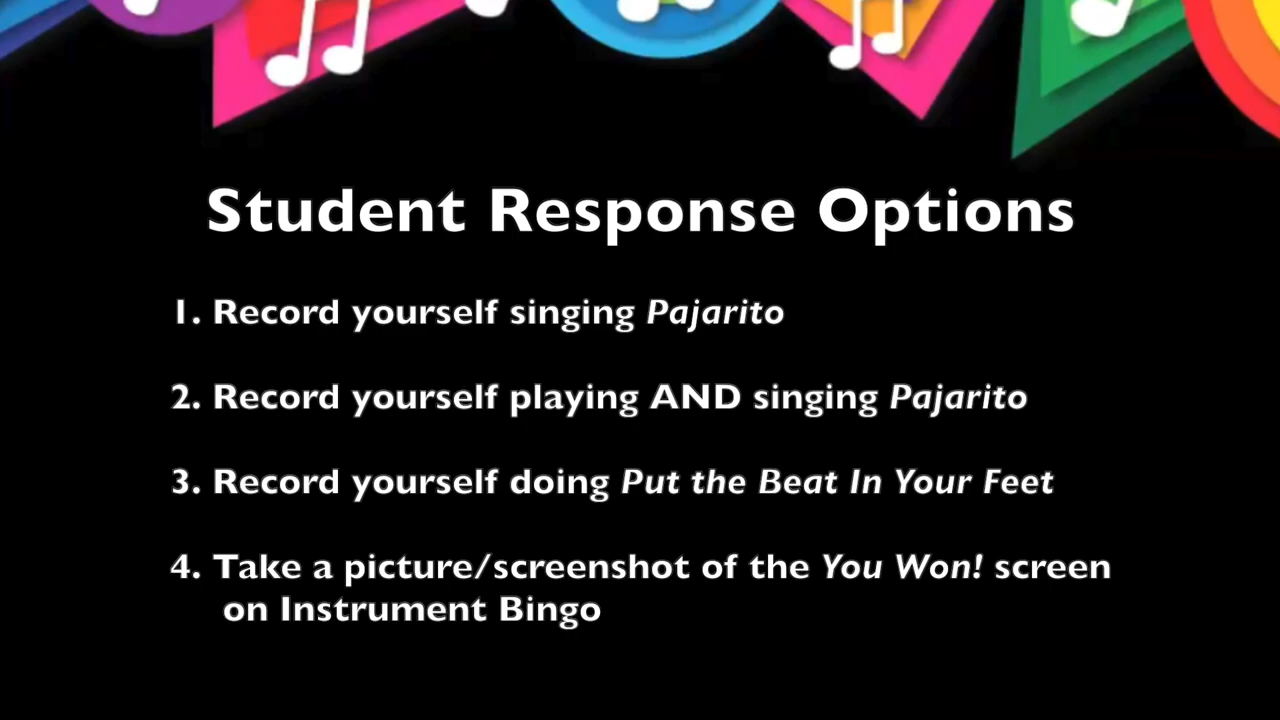 Student Response Options
1. Record yourself singing Pajarito
2. Record yourself playing AND singing Pajarito
3. Record yourself doing Put the Beat In Your Feet
4. Take a picture/screenshot of the You Won! screen
on Instrument Bingo